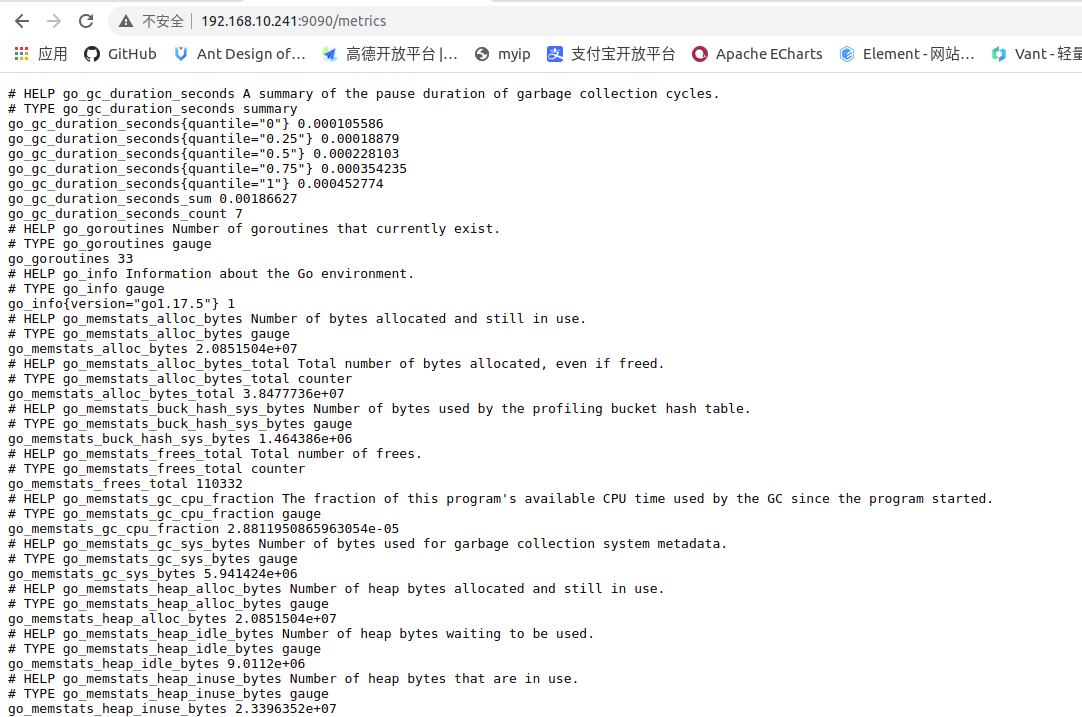 不安全 192.168.10.241:9090/metrics
应用 GitHub Ant Design of… 高德开放平台 |… myip 支付宝开放平台 Apache ECharts Element - 网站… Vant - 轻量
# HELP go_gc_duration_seconds A summary of the pause duration of garbage collection cycles.
# TYPE go_gc_duration_seconds summary
go_gc_duration_seconds{quantile="0"} 0.000105586
go_gc_duration_seconds{quantile="0.25"} 0.00018879
go_gc_duration_seconds{quantile="0.5"} 0.000228103
go_gc_duration_seconds{quantile="0.75"} 0.000354235
go_gc_duration_seconds{quantile="1"} 0.000452774
go_gc_duration_seconds_sum 0.00186627
go_gc_duration_seconds_count 7
# HELP go_goroutines Number of goroutines that currently exist.
# TYPE go_goroutines gauge
go_goroutines 33
# HELP go_info Information about the Go environment.
# TYPE go_info gauge
go_info{version="go1.17.5"} 1
# HELP go_memstats_alloc_bytes Number of bytes allocated and still in use.
# TYPE go_memstats_alloc_bytes gauge
go_memstats_alloc_bytes 2.0851504e+07
# HELP go_memstats_alloc_bytes_total Total number of bytes allocated, even if freed.
# TYPE go_memstats_alloc_bytes_total counter
go_memstats_alloc_bytes_total 3.8477736e+07
# HELP go_memstats_buck_hash_sys_bytes Number of bytes used by the profiling bucket hash table.
# TYPE go_memstats_buck_hash_sys_bytes gauge
go_memstats_buck_hash_sys_bytes 1.464386e+06
# HELP go_memstats_frees_total Total number of frees.
# TYPE go_memstats_frees_total counter
go_memstats_frees_total 110332
# HELP go_memstats_gc_cpu_fraction The fraction of this program's available CPU time used by the GC since the program started.
# TYPE go_memstats_gc_cpu_fraction gauge
go_memstats_gc_cpu_fraction 2.8811950865963054e-05
# HELP go_memstats_gc_sys_bytes Number of bytes used for garbage collection system metadata.
# TYPE go_memstats_gc_sys_bytes gauge
go_memstats_gc_sys_bytes 5.941424e+06
# HELP go_memstats_heap_alloc_bytes Number of heap bytes allocated and still in use.
# TYPE go_memstats_heap_alloc_bytes gauge
go_memstats_heap_alloc_bytes 2.0851504e+07
# HELP go_memstats_heap_idle_bytes Number of heap bytes waiting to be used.
# TYPE go_memstats_heap_idle_bytes gauge
go_memstats_heap_idle_bytes 9.0112e+06
# HELP go_memstats_heap_inuse_bytes Number of heap bytes that are in use.
# TYPE go_memstats_heap_inuse_bytes gauge
go_memstats_heap_inuse_bytes 2.3396352e+07